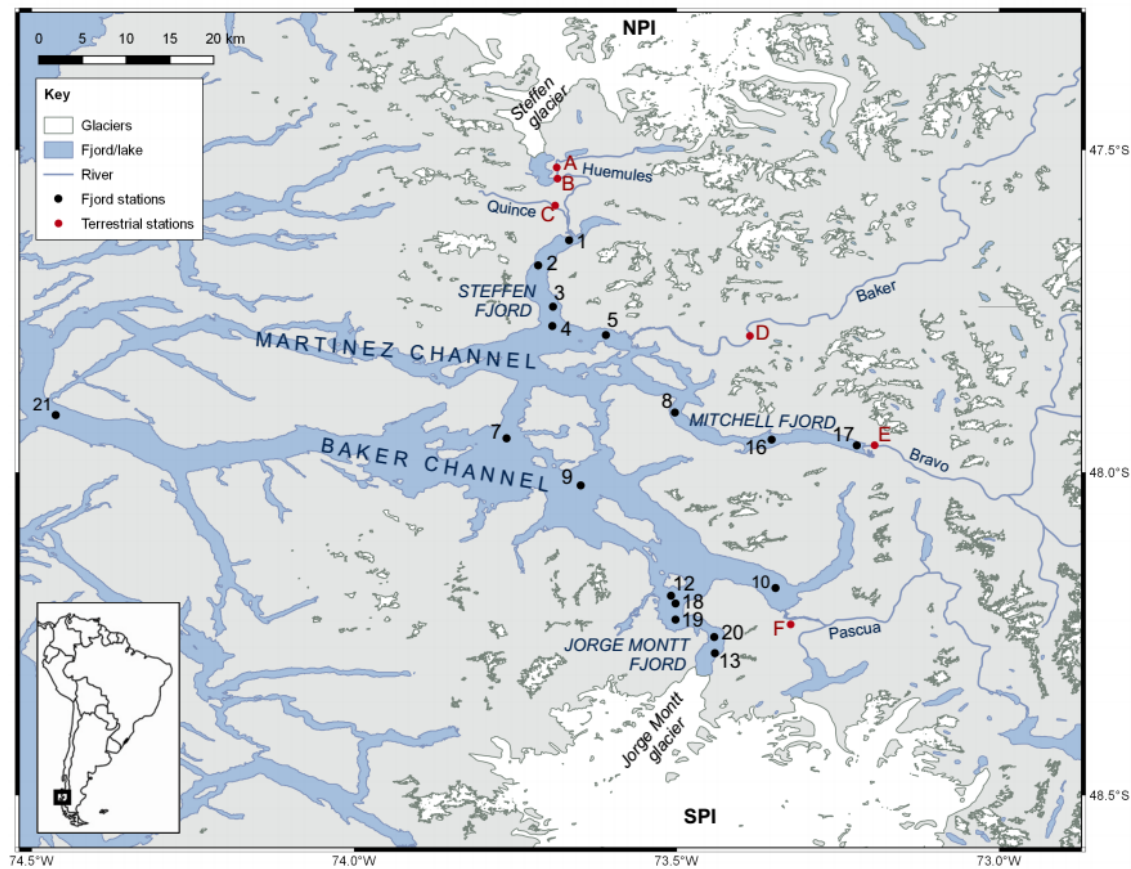 NPI
0 5 10 15 20 km
Key
Glaciers
Fjord/lake
River
Fjord stations
Terrestrial stations
Steffen
glacier
A
Huemules
B
Quince
C
47.5°S
1
2
STEFFEN
FJORD
3
4
5
Baker
D
MARTINEZ CHANNEL
21
8
MITCHELL FJORD
16
17
E
Bravo
7
BAKER CHANNEL
9
48.0°S
10
12
18
19
F
Pascua
20
JORGE MONTT
FJORD
13
Jorge Montt
glacier
SPI
48.5°S
74.5°W
74.0°W
73.5°W
73.0°W